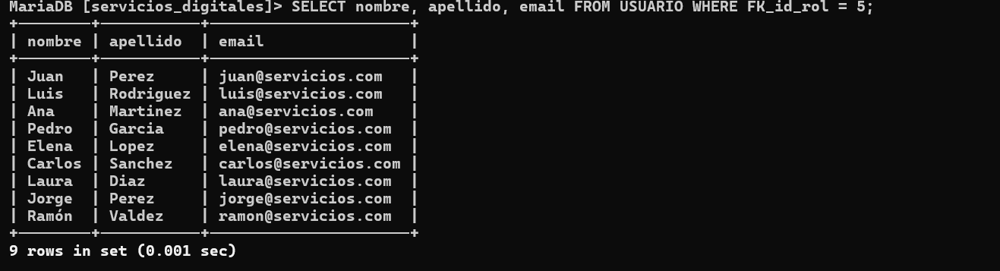 MariaDB [servicios_digitales]> SELECT nombre, apellido, email FROM USUARIO WHERE FK_id_rol = 5;
+--------+-----------+----------------------+
| nombre | apellido  | email                |
+--------+-----------+----------------------+
| Juan   | Perez     | juan@servicios.com   |
| Luis   | Rodriguez | luis@servicios.com   |
| Ana    | Martinez  | ana@servicios.com    |
| Pedro  | Garcia    | pedro@servicios.com  |
| Elena  | Lopez     | elena@servicios.com  |
| Carlos | Sanchez   | carlos@servicios.com |
| Laura  | Diaz      | laura@servicios.com  |
| Jorge  | Perez     | jorge@servicios.com  |
| Ramón  | Valdez    | ramon@servicios.com  |
+--------+-----------+----------------------+
9 rows in set (0.001 sec)